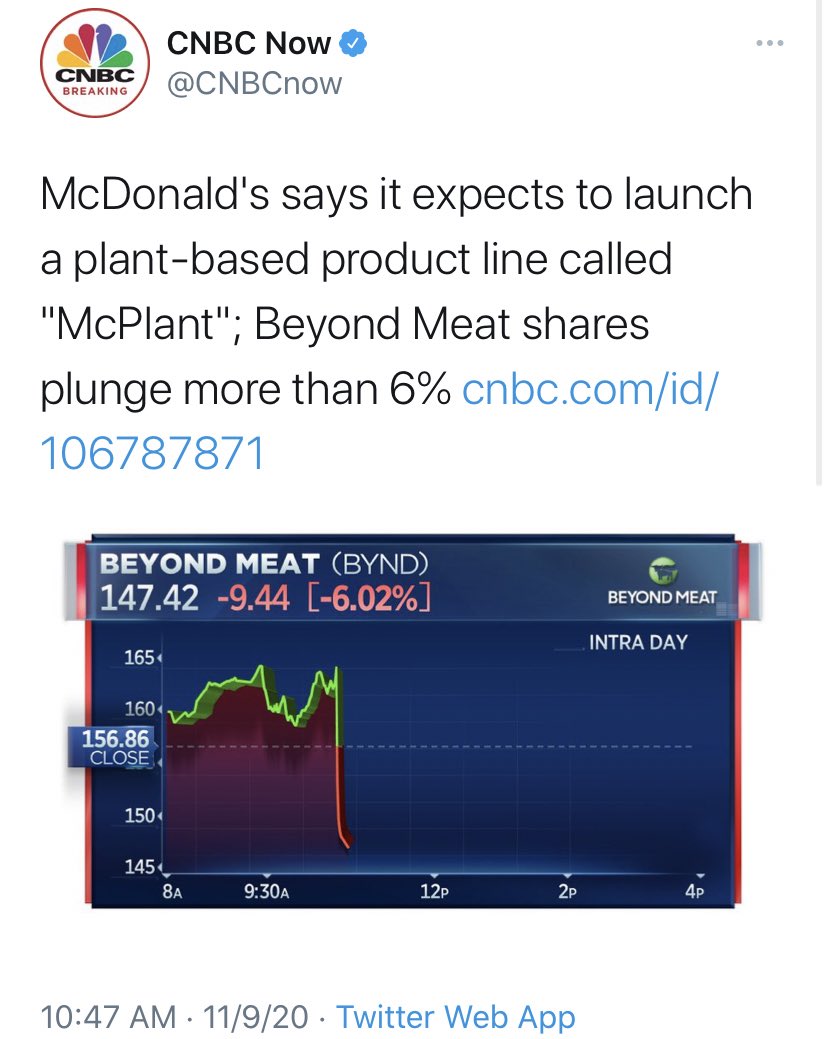 CNBC
BREAKING
CNBC Now
@CNBCnow
McDonald's says it expects to launch
a plant-based product line called
"McPlant"; Beyond Meat shares
plunge more than 6% cnbc.com/id/
106787871
BEYOND MEAT (BYND)
147.42 -9.44 [-6.02%]
BEYOND MEAT
INTRA DAY
165
160
156.86
CLOSE
150
145
8A 9:30A 12P 2P 4P
10:47 AM · 11/9/20 · Twitter Web App